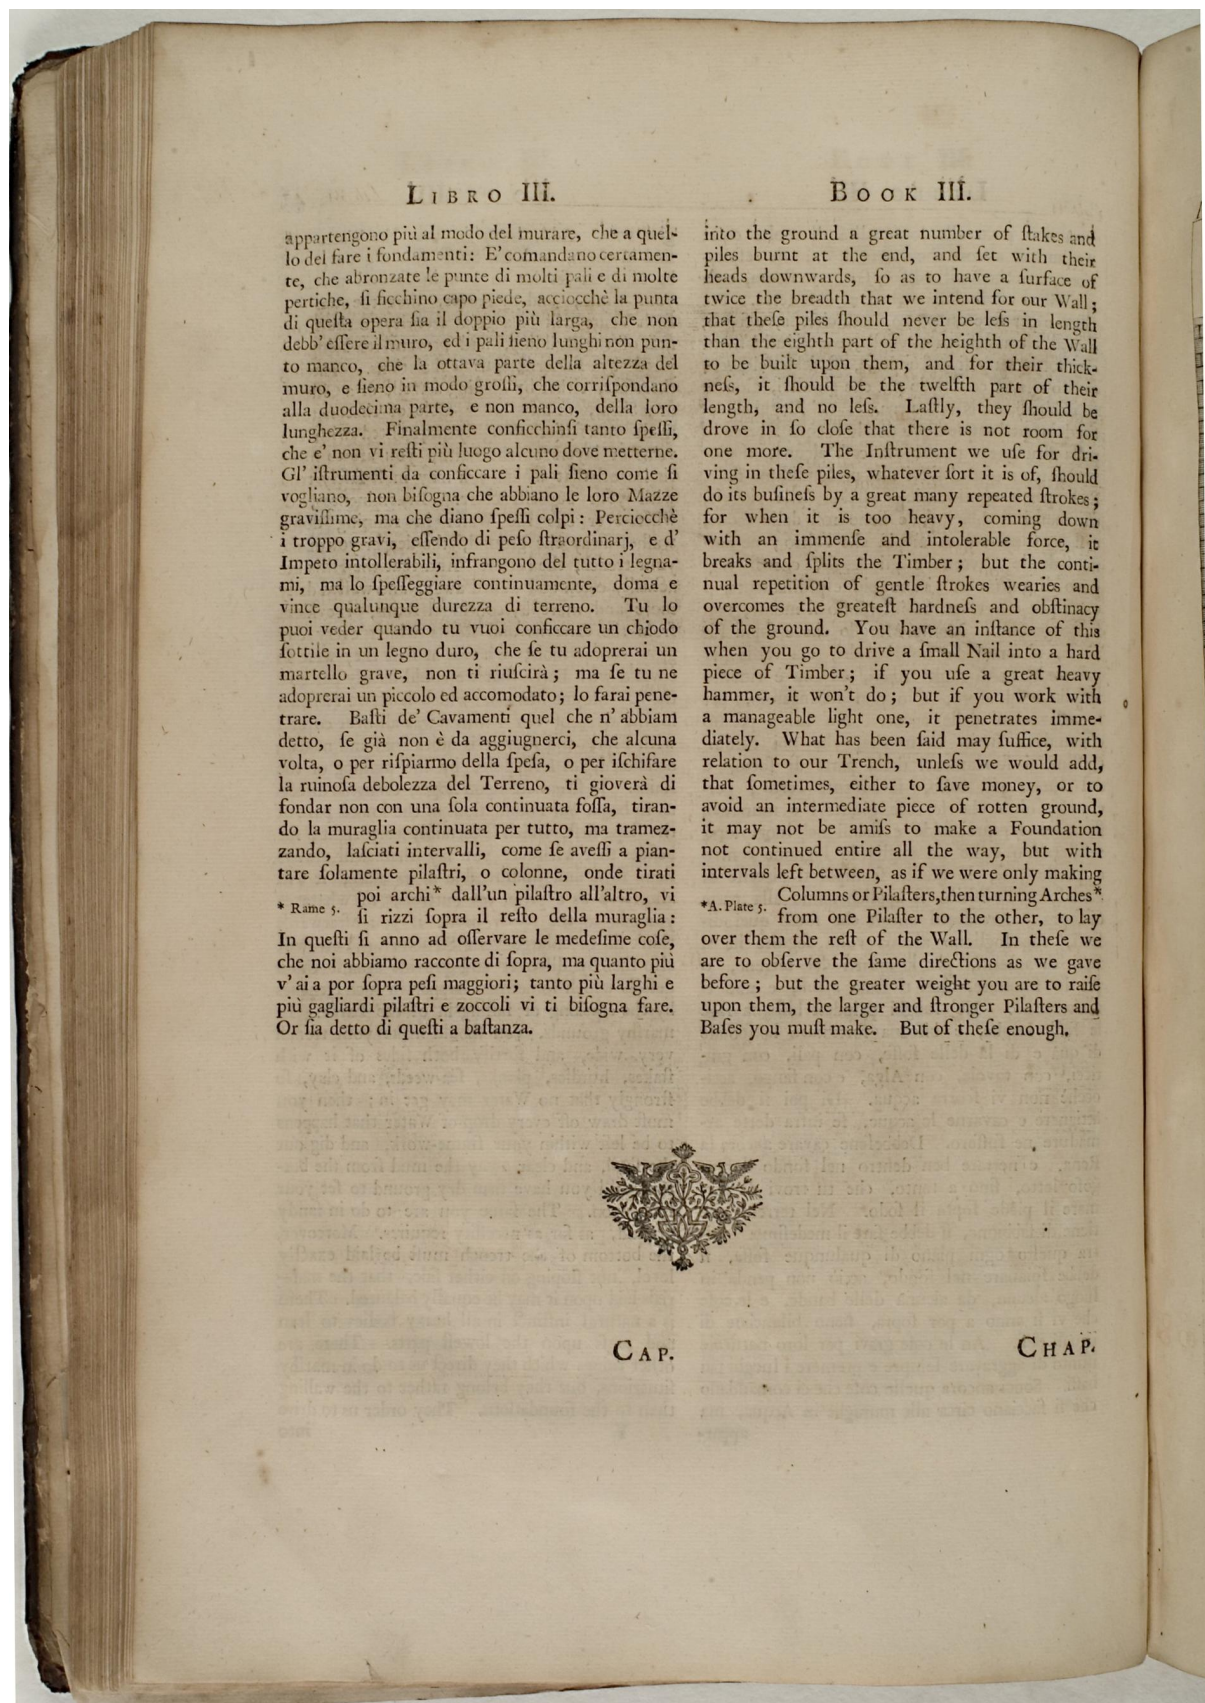 LIBRO III.
appartengono più al modo del murare, che a quel-
lo del fare i fondamenti: E' comandano certamen-
te, che abronzate le punte di molti pali e di molte
pertiche, ſi ficchino capo piede, acciocchè la punta
di queſta opera ſia il doppio più larga, che non
debb' eſſere il muro, ed i pali ſieno lunghi non pun-
to manco, che la ottava parte della altezza del
muro, e ſieno in modo groſſi, che corriſpondano
alla duodecima parte, e non manco, della loro
lunghezza. Finalmente conficchinſi tanto ſpeſſi,
che e' non vi reſti più luogo alcuno dove metterne.
Gl' iſtrumenti da conficcare i pali ſieno come ſi
vogliano, non biſogna che abbiano le loro Mazze
graviſſime, ma che diano ſpeſſi colpi: Perciocchè
i troppo gravi, eſſendo di peſo ſtraordinarj, e d'
Impeto intollerabili, infrangono del tutto i legna-
mi, ma lo ſpeſſeggiare continuamente, doma e
vince qualunque durezza di terreno. Tu lo
puoi veder quando tu vuoi conficcare un chiodo
ſottile in un legno duro, che ſe tu adoprerai un
martello grave, non ti riuſcirà; ma ſe tu ne
adoprerai un piccolo ed accomodato; lo farai pene-
trare. Baſti de' Cavamenti quel che n' abbiam
detto, ſe già non è da aggiugnerci, che alcuna
volta, o per riſpiarmo della ſpeſa, o per iſchifare
la ruinoſa debolezza del Terreno, ti gioverà di
fondar non con una ſola continuata foſſa, tiran-
do la muraglia continuata per tutto, ma tramez-
zando, laſciati intervalli, come ſe aveſſi a pian-
tare ſolamente pilaſtri, o colonne, onde tirati
poi archi* dall'un pilaſtro all'altro, vi
* Rame 5.
ſi rizzi ſopra il reſto della muraglia:
In queſti ſi anno ad oſſervare le medeſime coſe,
che noi abbiamo racconte di ſopra, ma quanto più
v' ai a por ſopra peſi maggiori; tanto più larghi e
più gagliardi pilaſtri e zoccoli vi ti biſogna fare.
Or ſia detto di queſti a baſtanza.
CAP.
BOOK III.
into the ground a great number of ſtakes and
piles burnt at the end, and ſet with their
heads downwards, ſo as to have a ſurface of
twice the breadth that we intend for our Wall;
that theſe piles ſhould never be leſs in length
than the eighth part of the heighth of the Wall
to be built upon them, and for their thick-
neſs, it ſhould be the twelfth part of their
length, and no leſs. Laſtly, they ſhould be
drove in ſo cloſe that there is not room for
one more. The Inſtrument we uſe for dri-
ving in theſe piles, whatever ſort it is of, ſhould
do its buſineſs by a great many repeated ſtrokes;
for when it is too heavy, coming down
with an immenſe and intolerable force, it
breaks and ſplits the Timber; but the conti-
nual repetition of gentle ſtrokes wearies and
overcomes the greateſt hardneſs and obſtinacy
of the ground. You have an inſtance of this
when you go to drive a ſmall Nail into a hard
piece of Timber; if you uſe a great heavy
hammer, it won't do; but if you work with
a manageable light one, it penetrates imme-
diately. What has been ſaid may ſuffice, with
relation to our Trench, unleſs we would add,
that ſometimes, either to ſave money, or to
avoid an intermediate piece of rotten ground,
it may not be amiſs to make a Foundation
not continued entire all the way, but with
intervals left between, as if we were only making
Columns or Pilaſters, then turning Arches*
*A. Plate 5.
from one Pilaſter to the other, to lay
over them the reſt of the Wall. In theſe we
are to obſerve the ſame directions as we gave
before; but the greater weight you are to raiſe
upon them, the larger and ſtronger Pilaſters and
Baſes you muſt make. But of theſe enough.
CHAP.